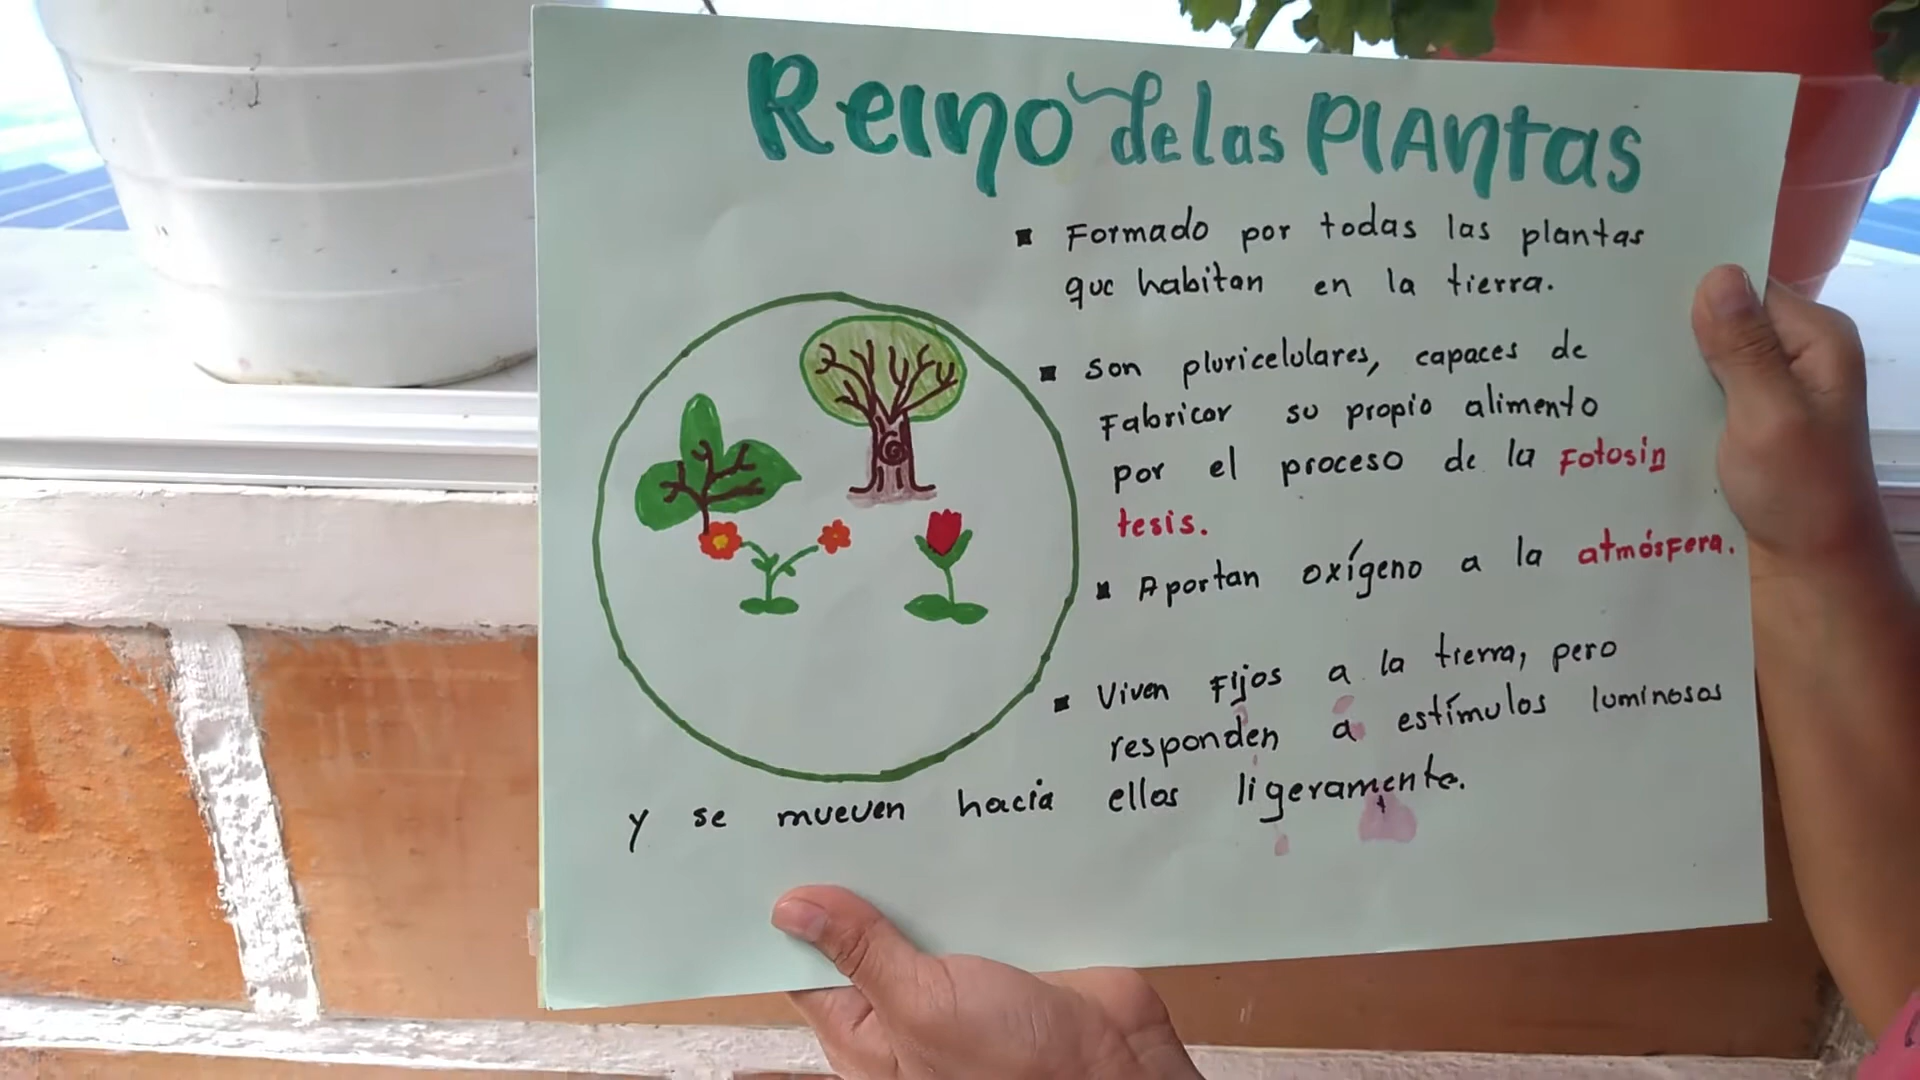 Reino de las PlAntas
▪ Formado por todas las plantas
que habitan en la tierra.
▪ Son pluricelulares, capaces de
Fabricar su propio alimento
por el proceso de la Fotosin
tesis.
▪ Aportan oxígeno a la atmósfera.
▪ Viven Fijos a la tierra, pero
responden a estímulos luminosos
y se mueven hacia ellos ligeramente.